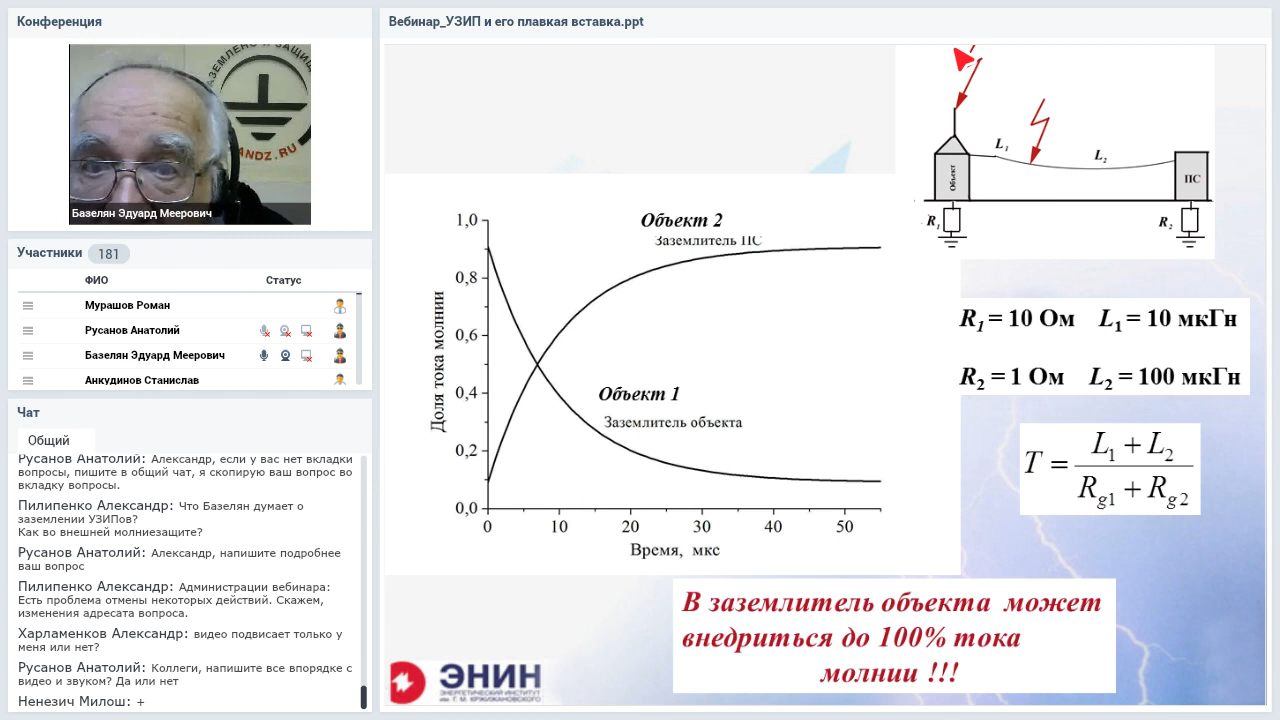 Конференция
АЗЕМЛЕНО И ЗАЩИЩ
ANDZ.RU
Базелян Эдуард Меерович
Участники 181
ФИО Статус
Мурашов Роман
Русанов Анатолий
Базелян Эдуард Меерович
Анкудинов Станислав
Чат
Общий
Русанов Анатолий: Александр, если у вас нет вкладки
вопросы, пишите в общий чат, я скопирую ваш вопрос во
вкладку вопросы.
Пилипенко Александр: Что Базелян думает о
заземлении УЗИПов?
Как во внешней молниезащите?
Русанов Анатолий: Александр, напишите подробнее
ваш вопрос
Пилипенко Александр: Администрации вебинара:
Есть проблема отмены некоторых действий. Скажем,
изменения адресата вопроса.
Харламенков Александр: видео подвисает только у
меня или нет?
Русанов Анатолий: Коллеги, напишите все впорядке с
видео и звуком? Да или нет
Ненезич Милош: +
Вебинар_УЗИП и его плавкая вставка.ppt
L1
L2
Объект
ПС
R1
R2
Объект 2
Заземлитель ПС
Объект 1
Заземлитель объекта
Доля тока молнии
1,0
0,8
0,6
0,4
0,2
0,0
0 10 20 30 40 50
Время, мкс
R1 = 10 Ом L1 = 10 мкГн
R2 = 1 Ом L2 = 100 мкГн
T = (L1 + L2) / (Rg1 + Rg2)
В заземлитель объекта может
внедриться до 100% тока
молнии !!!
ЭНИН
ЭНЕРГЕТИЧЕСКИЙ ИНСТИТУТ
им. Г. М. КРЖИЖАНОВСКОГО